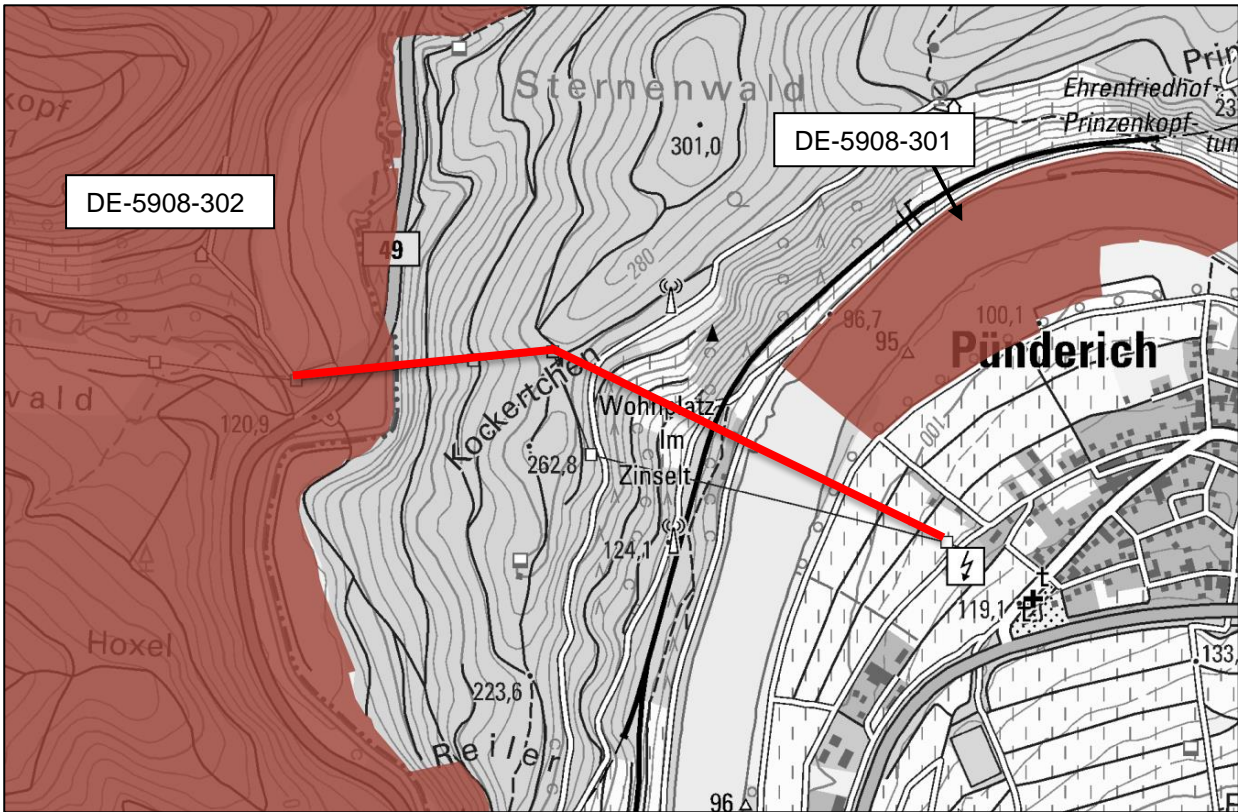 Sternenwald
301,0
Prin
Ehrenfriedhof
23
Prinzenkopf
tun
DE-5908-301
kopf
DE-5908-302
49
280
96,7
95
100,1
Pünderich
100
wald
120,9
Kockertchen
262,8
Wohnplatz
Im
Zinselt
124,1
119,1
Hoxel
223,6
Reiler
133,
96